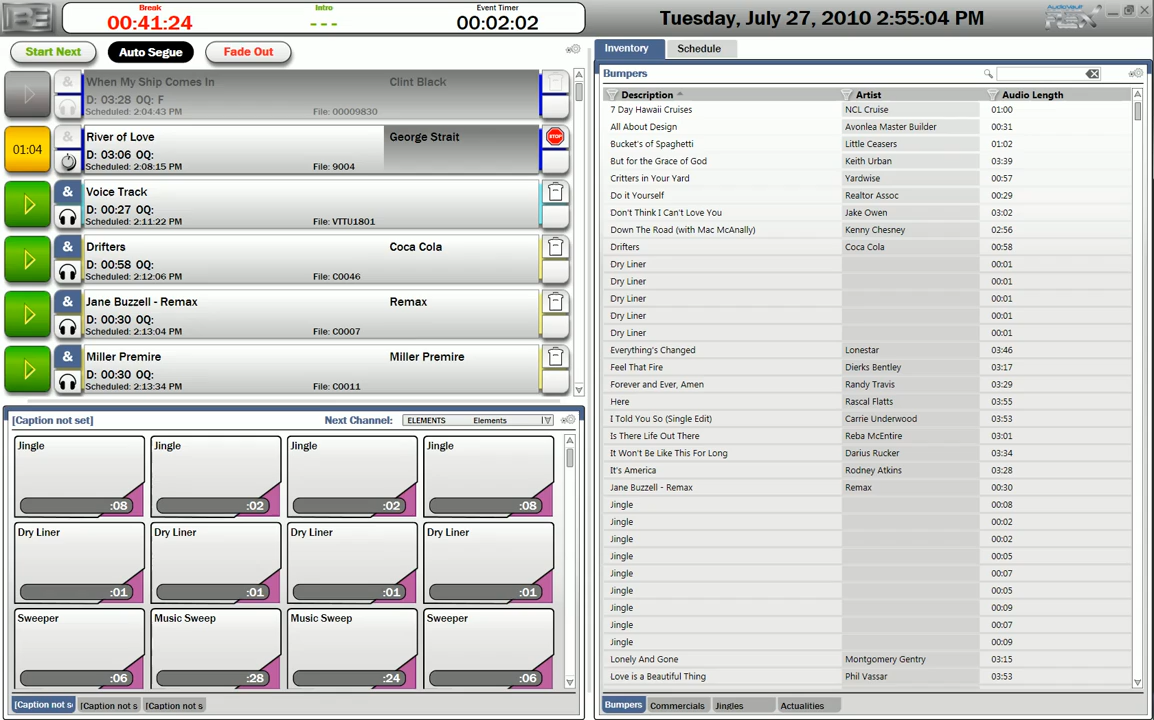 Break
00:41:24
Intro
---
Event Timer
00:02:02
Tuesday, July 27, 2010 2:55:04 PM
AudioVault
FLEX
Start Next
Auto Segue
Fade Out
When My Ship Comes In Clint Black
D: 03:28 OQ: F
Scheduled: 2:04:43 PM File: 00009830
01:04
River of Love George Strait
STOP
D: 03:06 OQ:
Scheduled: 2:08:15 PM File: 9004
&
Voice Track
D: 00:27 OQ:
Scheduled: 2:11:22 PM File: VTTU1801
&
Drifters Coca Cola
D: 00:58 OQ:
Scheduled: 2:12:06 PM File: C0046
&
Jane Buzzell - Remax Remax
D: 00:30 OQ:
Scheduled: 2:13:04 PM File: C0007
&
Miller Premire Miller Premire
D: 00:30 OQ:
Scheduled: 2:13:34 PM File: C0011
[Caption not set] Next Channel: ELEMENTS Elements
Jingle Jingle Jingle Jingle
:08 :02 :02 :08
Dry Liner Dry Liner Dry Liner Dry Liner
:01 :01 :01 :01
Sweeper Music Sweep Music Sweep Sweeper
:06 :28 :24 :06
[Caption not se [Caption not s [Caption not s
Inventory Schedule
Bumpers
Description Artist Audio Length
7 Day Hawaii Cruises NCL Cruise 01:00
All About Design Avonlea Master Builder 00:31
Bucket's of Spaghetti Little Ceasers 01:02
But for the Grace of God Keith Urban 03:39
Critters in Your Yard Yardwise 00:57
Do it Yourself Realtor Assoc 00:29
Don't Think I Can't Love You Jake Owen 03:02
Down The Road (with Mac McAnally) Kenny Chesney 02:56
Drifters Coca Cola 00:58
Dry Liner 00:01
Dry Liner 00:01
Dry Liner 00:01
Dry Liner 00:01
Dry Liner 00:01
Everything's Changed Lonestar 03:46
Feel That Fire Dierks Bentley 03:17
Forever and Ever, Amen Randy Travis 03:29
Here Rascal Flatts 03:55
I Told You So (Single Edit) Carrie Underwood 03:53
Is There Life Out There Reba McEntire 03:01
It Won't Be Like This For Long Darius Rucker 03:34
It's America Rodney Atkins 03:28
Jane Buzzell - Remax Remax 00:30
Jingle 00:08
Jingle 00:02
Jingle 00:02
Jingle 00:05
Jingle 00:07
Jingle 00:05
Jingle 00:09
Jingle 00:07
Jingle 00:09
Lonely And Gone Montgomery Gentry 03:15
Love is a Beautiful Thing Phil Vassar 03:53
Bumpers Commercials Jingles Actualities